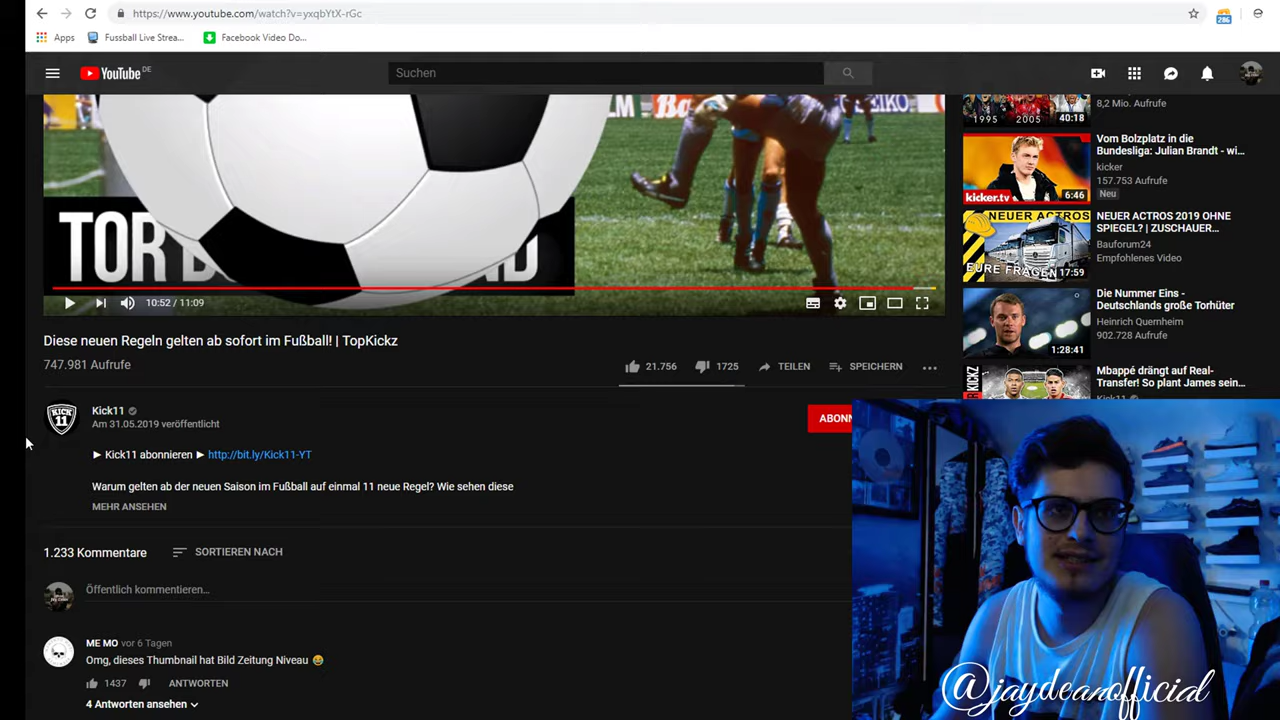 https://www.youtube.com/watch?v=yxqbYtX-rGc
286
Apps
Fussball Live Strea...
Facebook Video Do...
YouTube DE
Suchen
1995 2005
40:18
8,2 Mio. Aufrufe
Vom Bolzplatz in die
Bundesliga: Julian Brandt - wi...
kicker
157.753 Aufrufe
Neu
kicker.tv
6:46
NEUER ACTROS
EURE FRAGEN
17:59
NEUER ACTROS 2019 OHNE
SPIEGEL? | ZUSCHAUER...
Bauforum24
Empfohlenes Video
Die Nummer Eins -
Deutschlands große Torhüter
Heinrich Quernheim
902.728 Aufrufe
1:28:41
Mbappé drängt auf Real-
Transfer! So plant James sein...
Kick11
SEIKO
TOR
10:52 / 11:09
Diese neuen Regeln gelten ab sofort im Fußball! | TopKickz
747.981 Aufrufe
21.756
1725
TEILEN
SPEICHERN
KICK
11
Kick11
Am 31.05.2019 veröffentlicht
ABONN
► Kick11 abonnieren ► http://bit.ly/Kick11-YT
Warum gelten ab der neuen Saison im Fußball auf einmal 11 neue Regel? Wie sehen diese
MEHR ANSEHEN
1.233 Kommentare
SORTIEREN NACH
Öffentlich kommentieren...
ME MO vor 6 Tagen
Omg, dieses Thumbnail hat Bild Zeitung Niveau 😂
1437
ANTWORTEN
4 Antworten ansehen
@jaydeanofficial